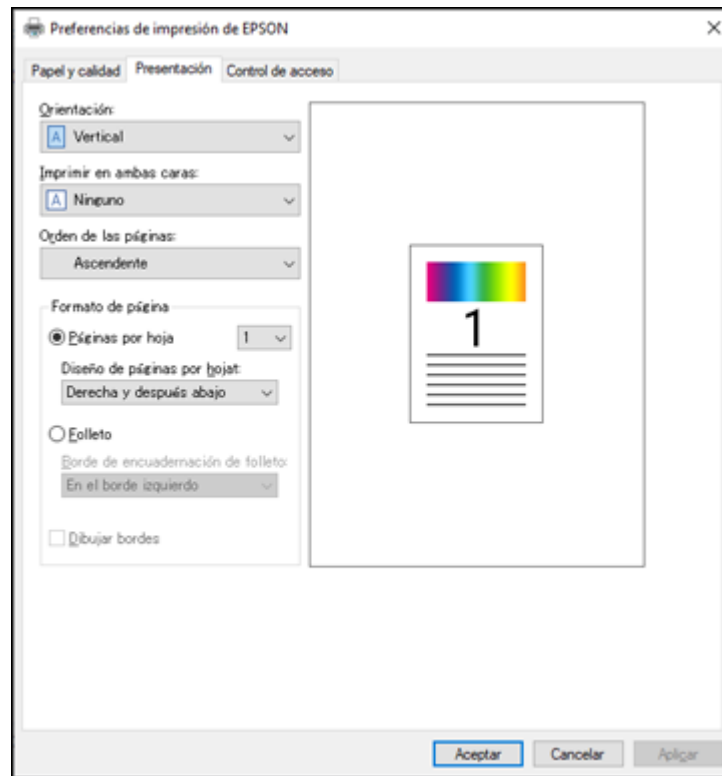 Preferencias de impresión de EPSON
Papel y calidad Presentación Control de acceso
Orientación:
A Vertical
Imprimir en ambas caras:
A Ninguno
Orden de las páginas:
Ascendente
Formato de página
Páginas por hoja 1
Diseño de páginas por hojat:
Derecha y después abajo
Folleto
Borde de encuadernación de folleto:
En el borde izquierdo
Dibujar bordes
1
Aceptar Cancelar Aplicar